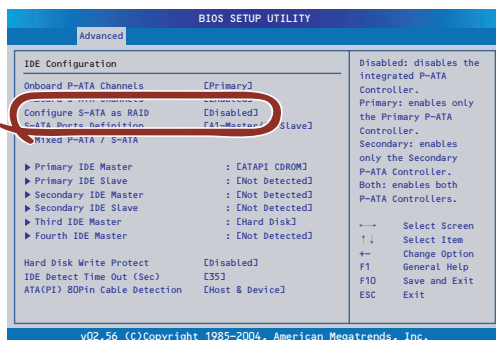 BIOS SETUP UTILITY
Advanced
IDE Configuration
Onboard P-ATA Channels [Primary]
Configure S-ATA as RAID [Disabled]
S-ATA Ports Definition [A1-Master/ Slave]
Mixed P-ATA / S-ATA
▶ Primary IDE Master : [ATAPI CDROM]
▶ Primary IDE Slave : [Not Detected]
▶ Secondary IDE Master : [Not Detected]
▶ Secondary IDE Slave : [Not Detected]
▶ Third IDE Master : [Hard Disk]
▶ Fourth IDE Master : [Not Detected]
Hard Disk Write Protect [Disabled]
IDE Detect Time Out (Sec) [35]
ATA(PI) 80Pin Cable Detection [Host & Device]
Disabled: disables the
integrated P-ATA
Controller.
Primary: enables only
the Primary P-ATA
Controller.
Secondary: enables
only the Secondary
P-ATA Controller.
Both: enables both
P-ATA Controllers.
←→ Select Screen
↑↓ Select Item
+- Change Option
F1 General Help
F10 Save and Exit
ESC Exit
v02.56 (C)Copyright 1985-2004, American Megatrends, Inc.